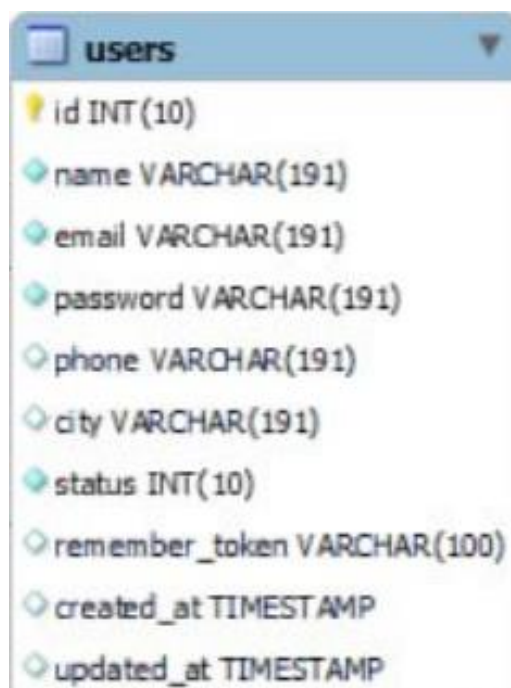 users
id INT(10)
name VARCHAR(191)
email VARCHAR(191)
password VARCHAR(191)
phone VARCHAR(191)
city VARCHAR(191)
status INT(10)
remember_token VARCHAR(100)
created_at TIMESTAMP
updated_at TIMESTAMP